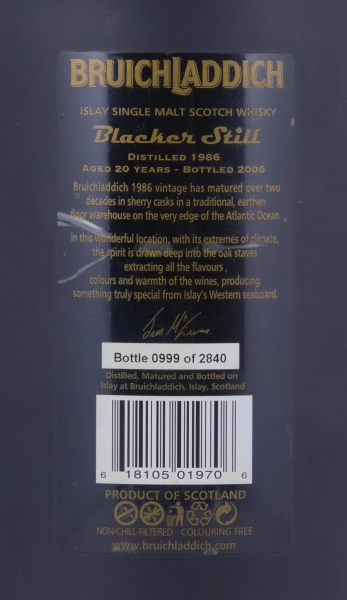 BRUICHLADDICH
ISLAY SINGLE MALT SCOTCH WHISKY
Blacker Still
DISTILLED 1986
AGED 20 YEARS - BOTTLED 2006
Bruichladdich 1986 vintage has matured over two
decades in sherry casks in a traditional, earthen
floor warehouse on the very edge of the Atlantic Ocean.
In this wonderful location, with its extremes of climate,
the spirit is drawn deep into the oak staves
extracting all the flavours ,
colours and warmth of the wines, producing,
something truly special from Islay's Western seaboard.
Jim McEwan
Bottle 0999 of 2840
Distilled, Matured and Bottled on
Islay at Bruichladdich, Islay, Scotland
6 18105 01970 6
PRODUCT OF SCOTLAND
NON CHILL-FILTERED COLOURING FREE
www.bruichladdich.com